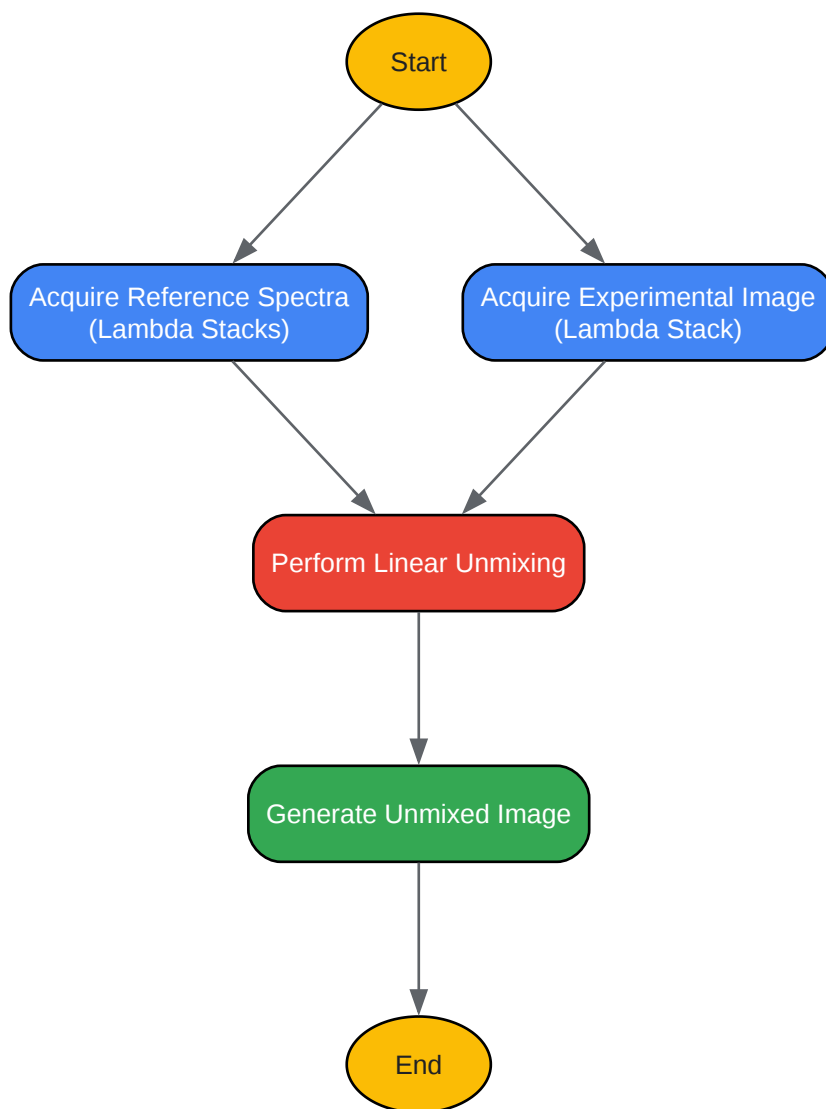 Start
Acquire Reference Spectra
(Lambda Stacks)
Acquire Experimental Image
(Lambda Stack)
Perform Linear Unmixing
Generate Unmixed Image
End